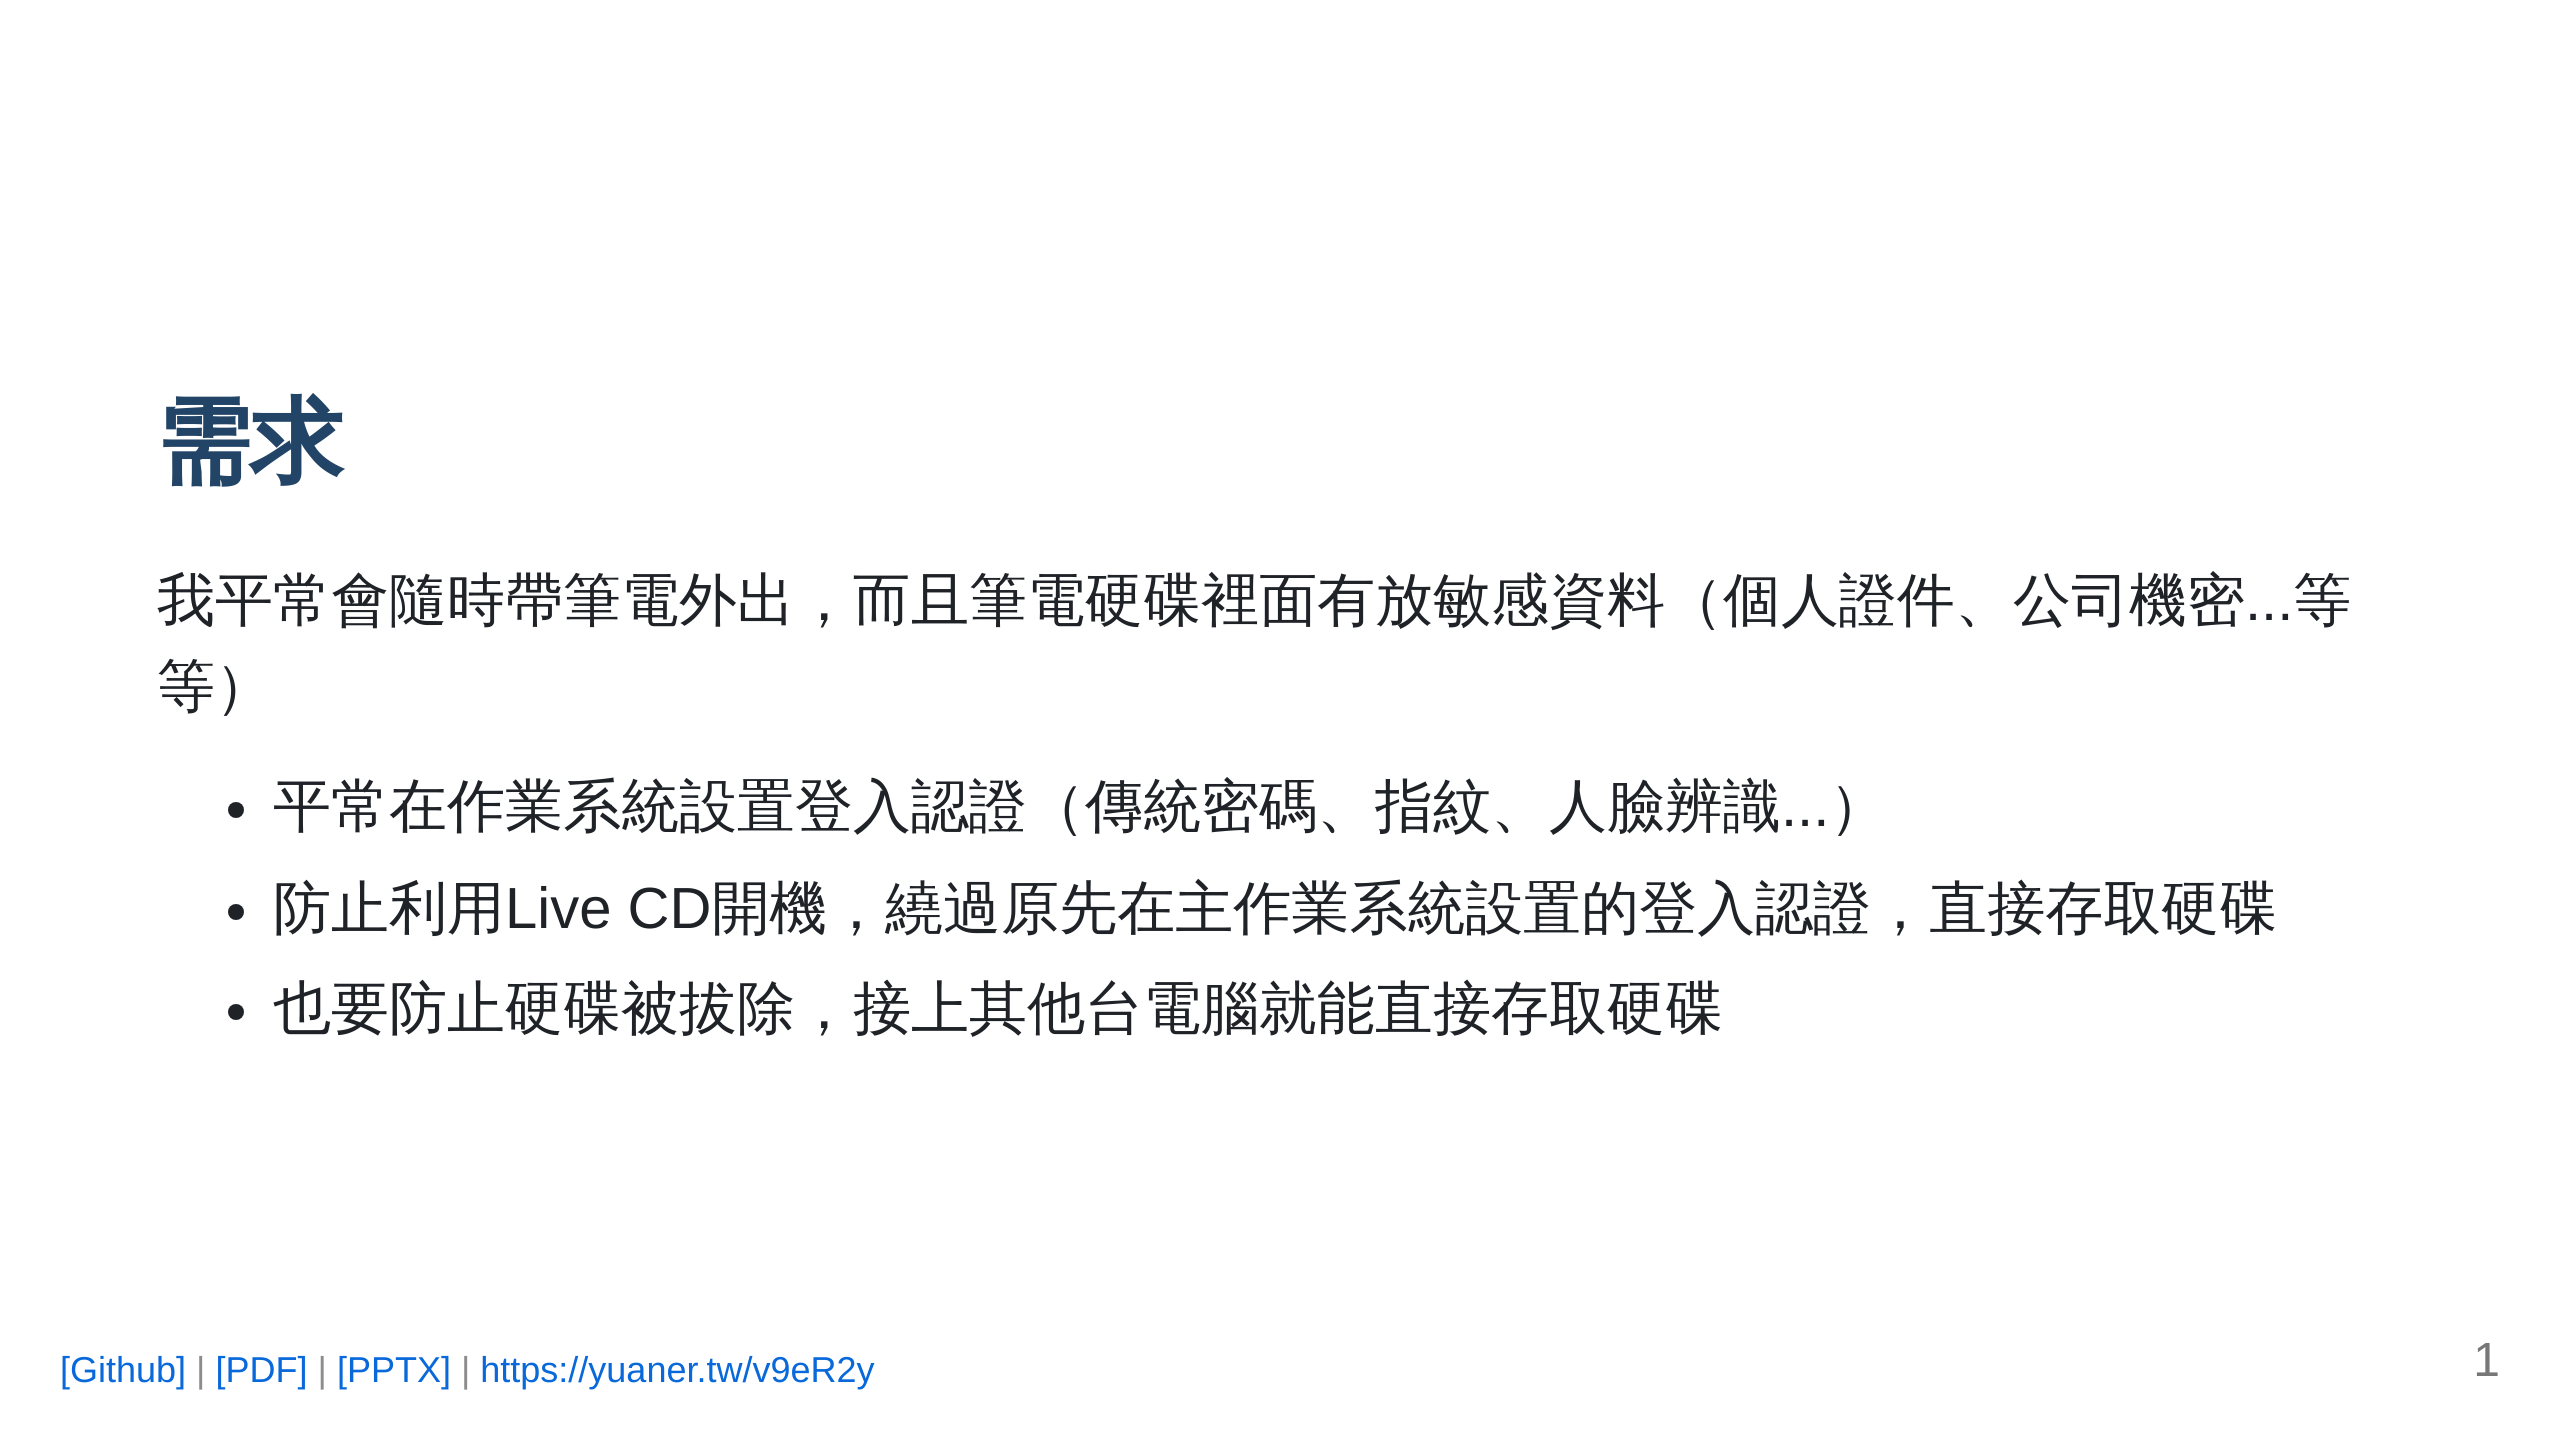 需求
我平常會隨時帶筆電外出，而且筆電硬碟裡面有放敏感資料（個人證件、公司機密...等
等）
• 平常在作業系統設置登入認證（傳統密碼、指紋、人臉辨識...）
• 防止利用Live CD開機，繞過原先在主作業系統設置的登入認證，直接存取硬碟
• 也要防止硬碟被拔除，接上其他台電腦就能直接存取硬碟
[Github] | [PDF] | [PPTX] | https://yuaner.tw/v9eR2y
1